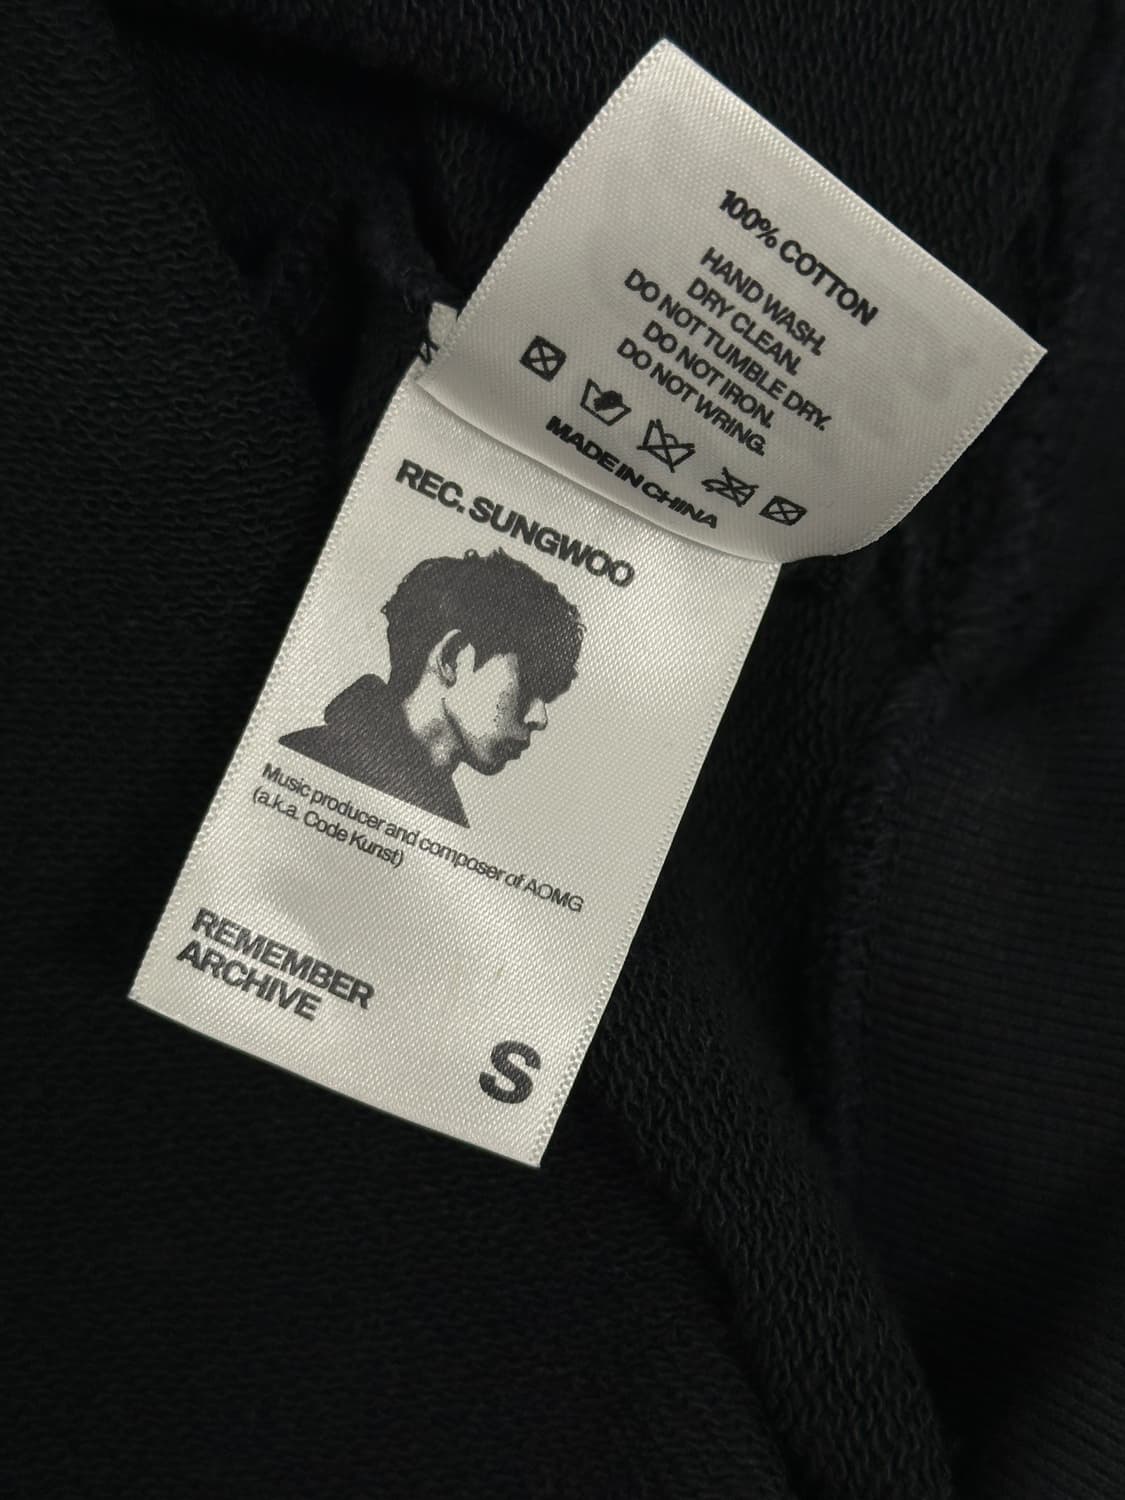 100% COTTON
HAND WASH.
DRY CLEAN.
DO NOT TUMBLE DRY.
DO NOT IRON.
DO NOT WRING.
MADE IN CHINA
REC. SUNGWOO
Music producer and composer of AOMG
(a.k.a. Code Kunst)
REMEMBER
ARCHIVE
S